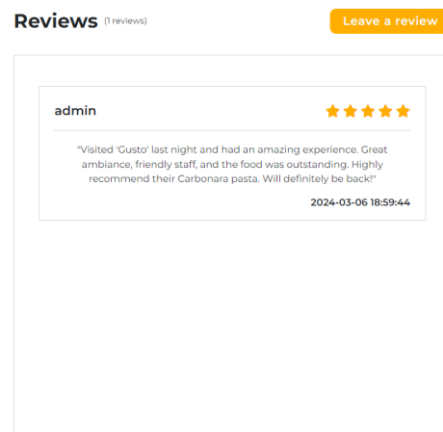 Reviews (1 reviews)
Leave a review
admin
"Visited 'Gusto' last night and had an amazing experience. Great
ambiance, friendly staff, and the food was outstanding. Highly
recommend their Carbonara pasta. Will definitely be back!"
2024-03-06 18:59:44